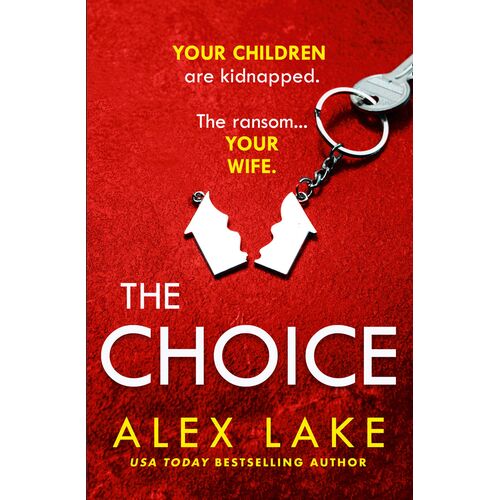 YOUR CHILDREN
are kidnapped.
The ransom...
YOUR
WIFE.
THE
CHOICE
ALEX LAKE
USA TODAY BESTSELLING AUTHOR